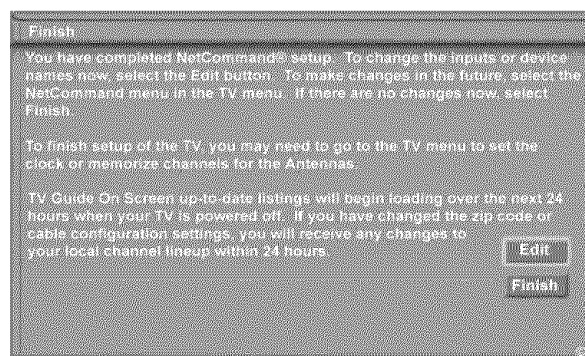 Finish
You have completed NetCommand® setup. To change the inputs or device
names now, select the Edit button. To make changes in the future, select the
NetCommand menu in the TV menu. If there are no changes now, select
Finish.
To finish setup of the TV, you may need to go to the TV menu to set the
clock or memorize channels for the Antennas.
TV Guide On Screen up-to-date listings will begin loading over the next 24
hours when your TV is powered off. If you have changed the zip code or
cable configuration settings, you will receive any changes to
your local channel lineup within 24 hours.
Edit
Finish